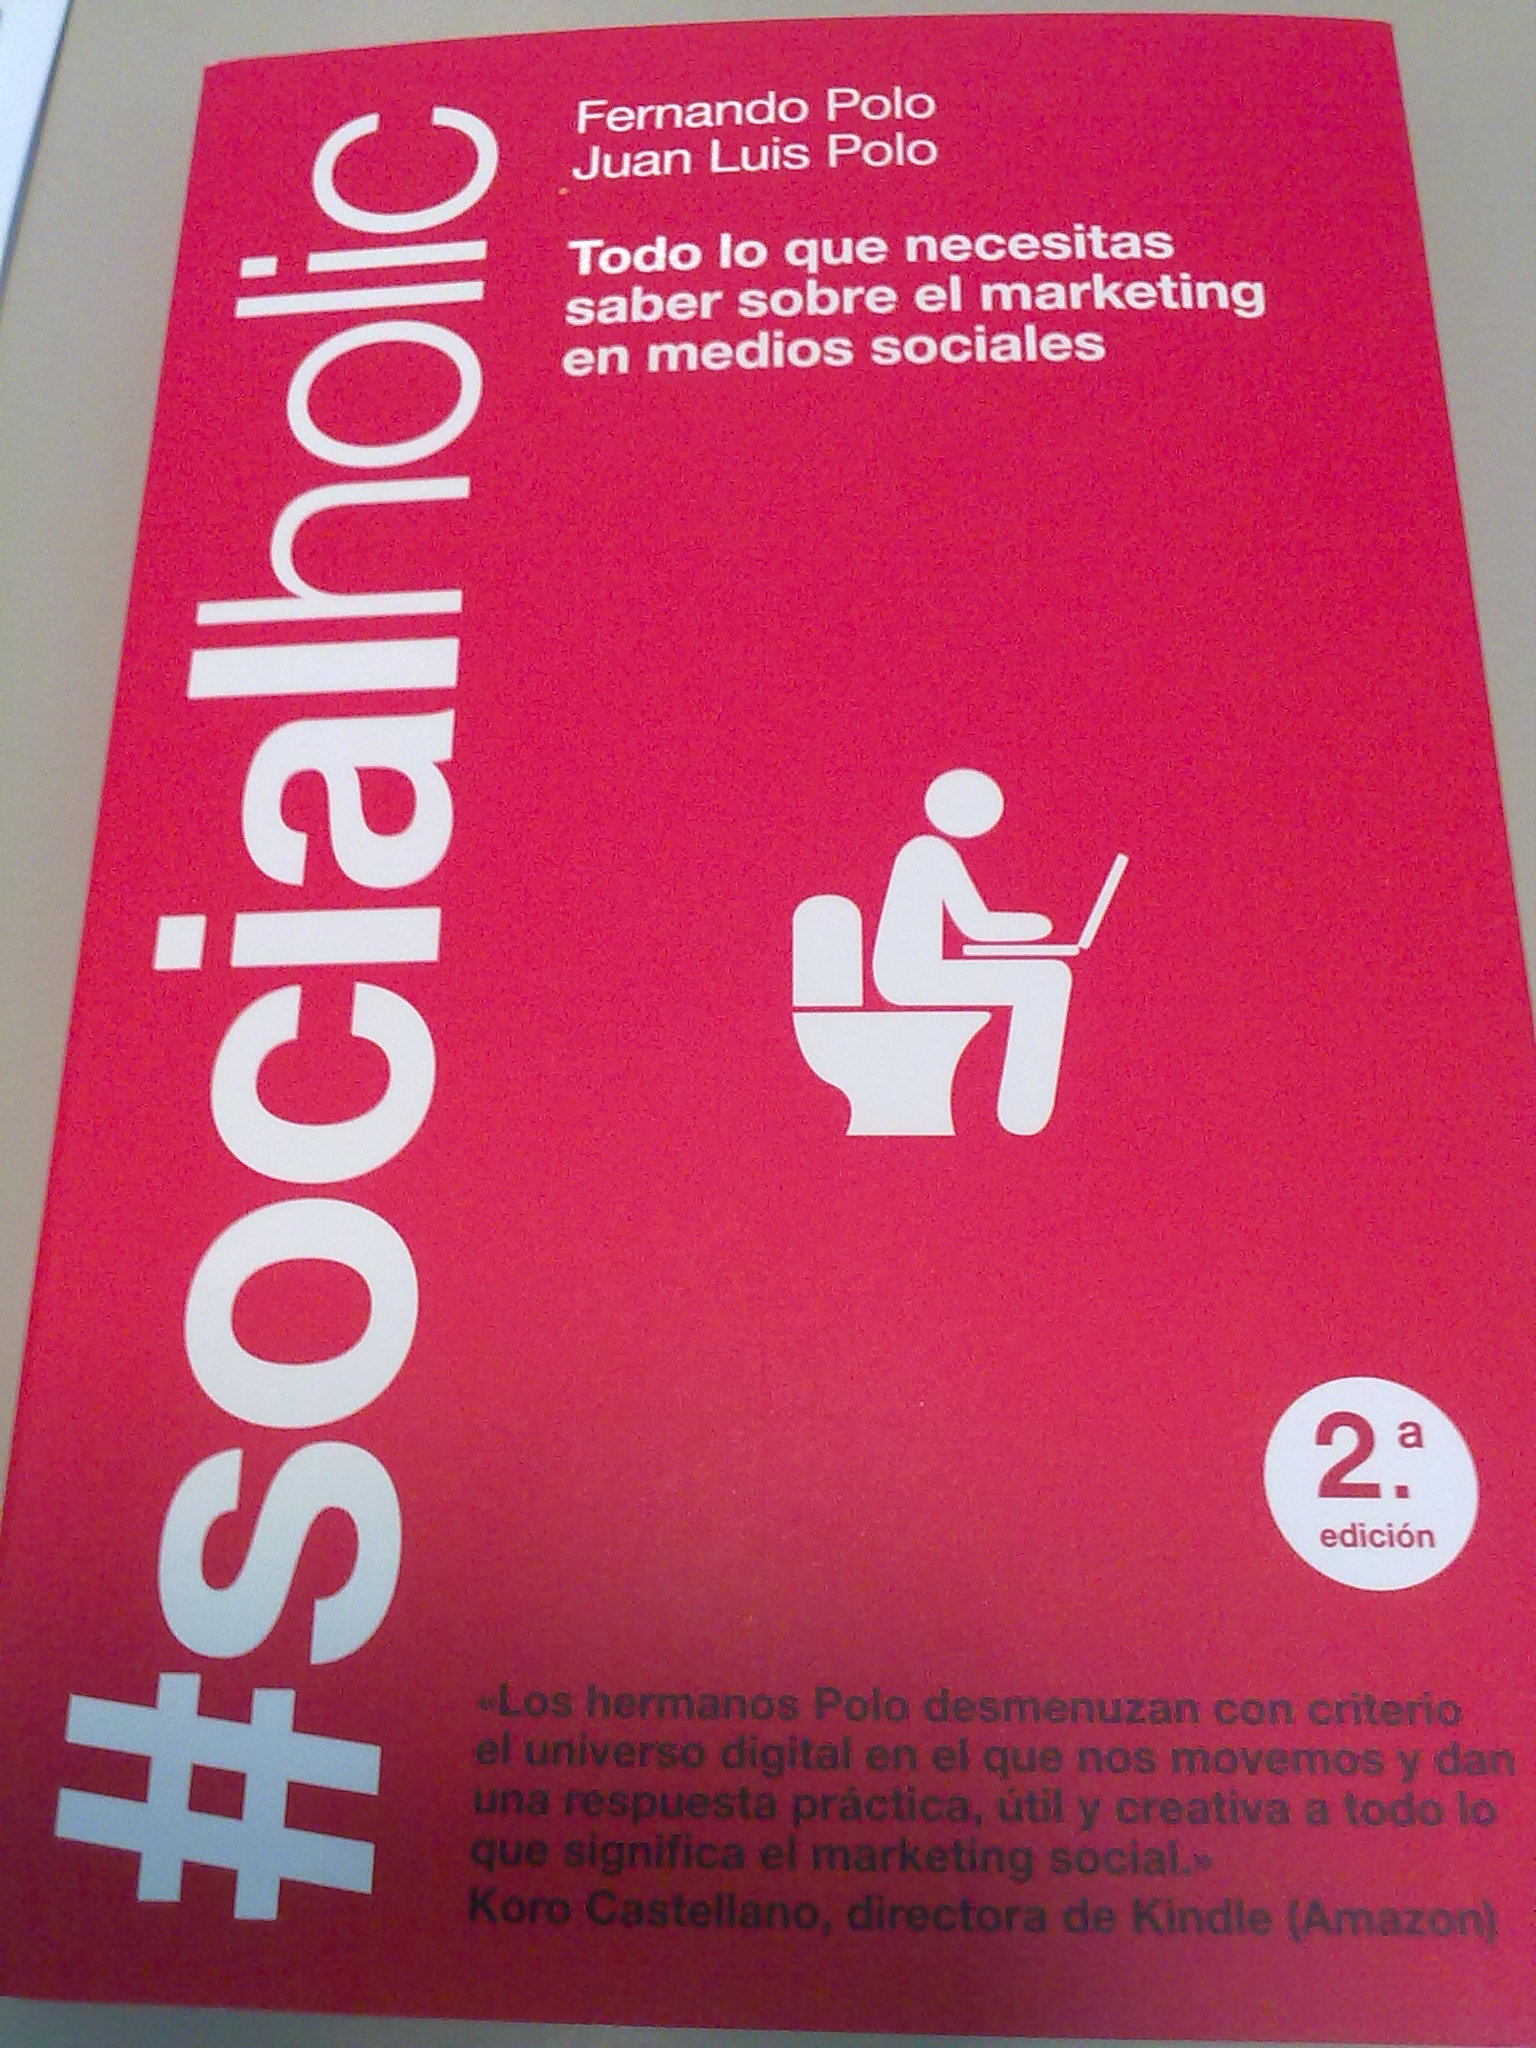 #socialholic
Fernando Polo
Juan Luis Polo
Todo lo que necesitas
saber sobre el marketing
en medios sociales
2.ª
edición
«Los hermanos Polo desmenuzan con criterio
el universo digital en el que nos movemos y dan
una respuesta práctica, útil y creativa a todo lo
que significa el marketing social.»
Koro Castellano, directora de Kindle (Amazon)